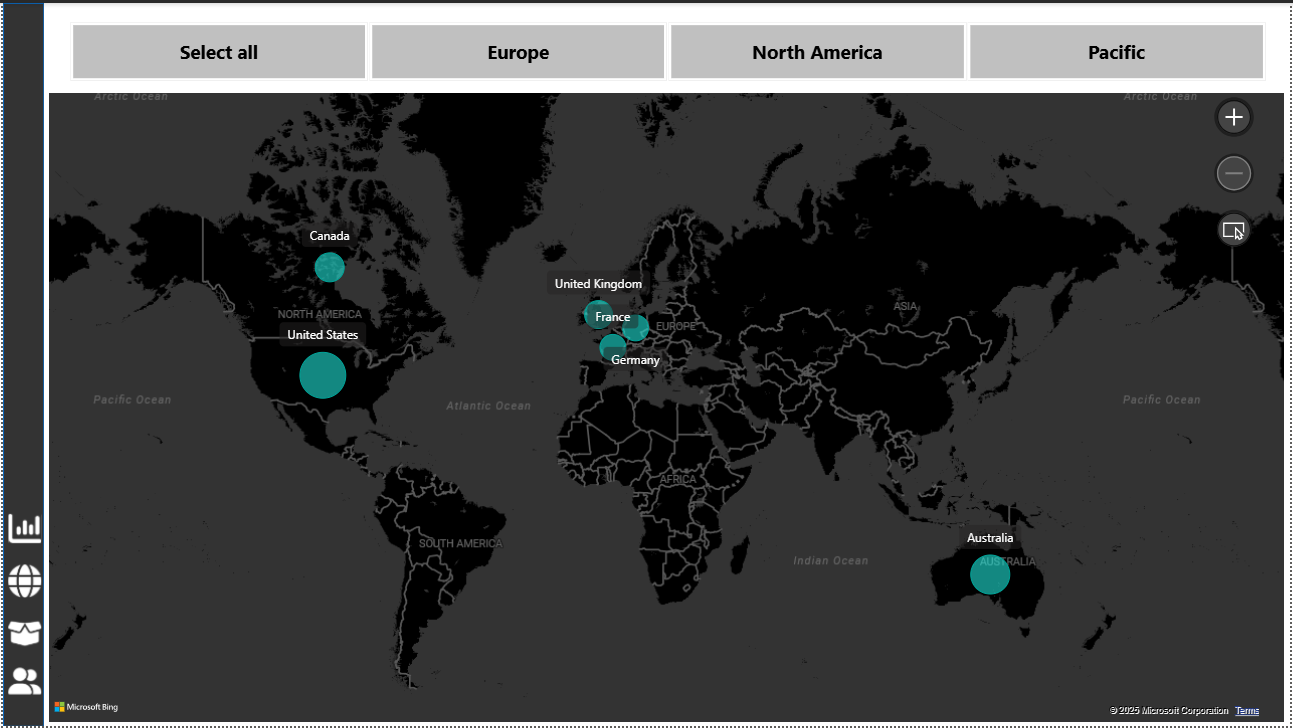 Select all
Europe
North America
Pacific
Arctic Ocean
Arctic Ocean
Canada
United Kingdom
NORTH AMERICA
ASIA
France
EUROPE
United States
Germany
Pacific Ocean
Atlantic Ocean
Pacific Ocean
AFRICA
SOUTH AMERICA
Australia
Indian Ocean
AUSTRALIA
Microsoft Bing
© 2025 Microsoft Corporation Terms